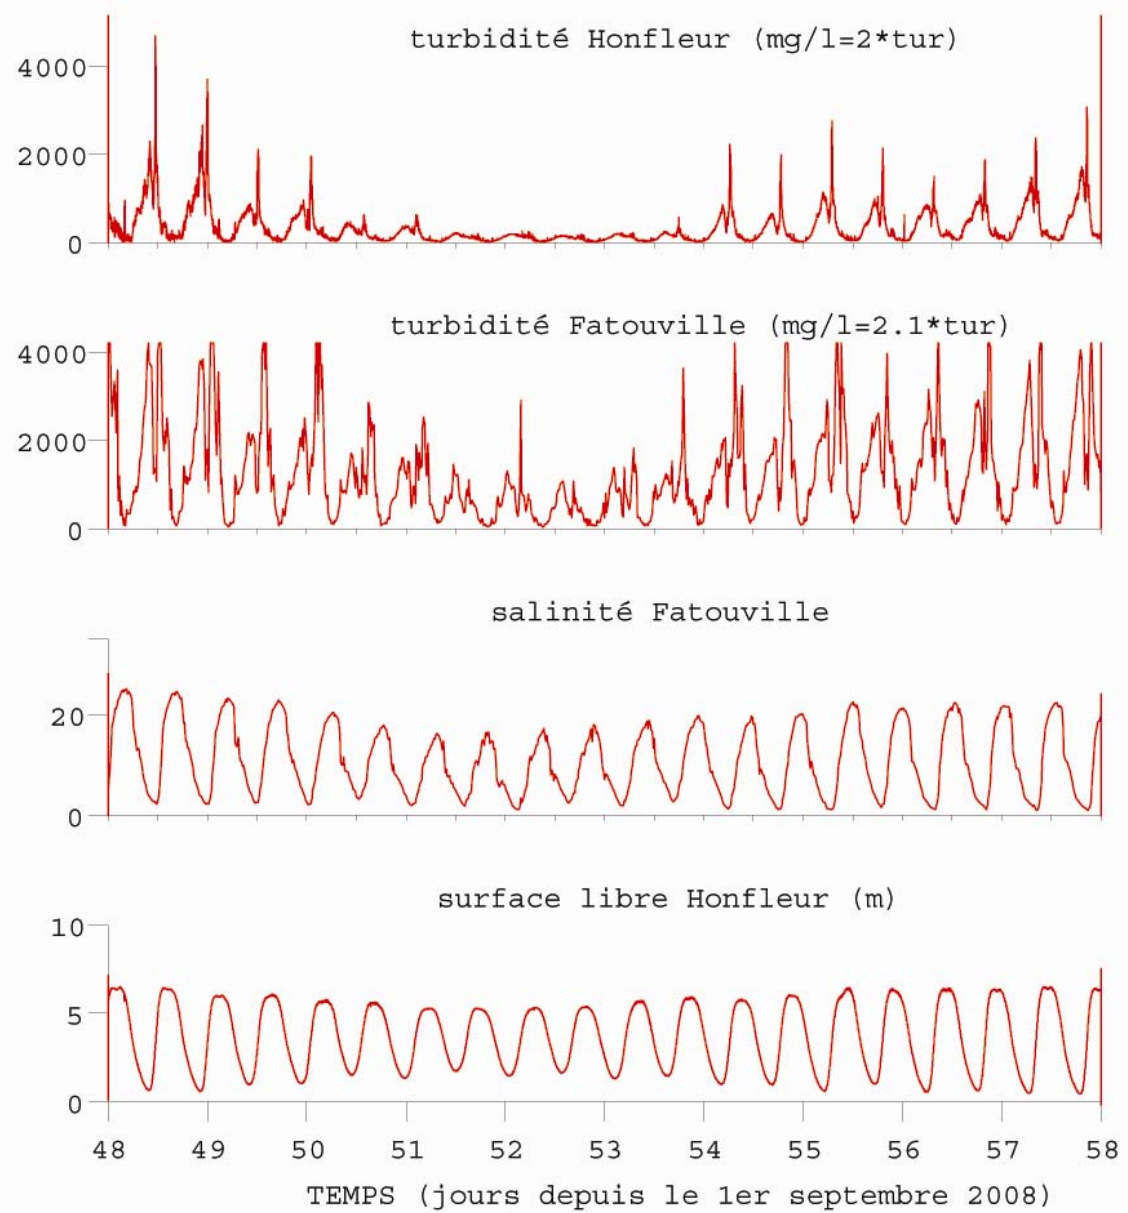 turbidité Honfleur (mg/l=2*tur)
4000
2000
0
turbidité Fatouville (mg/l=2.1*tur)
4000
2000
0
salinité Fatouville
20
0
surface libre Honfleur (m)
10
5
0
48 49 50 51 52 53 54 55 56 57 58
TEMPS (jours depuis le 1er septembre 2008)